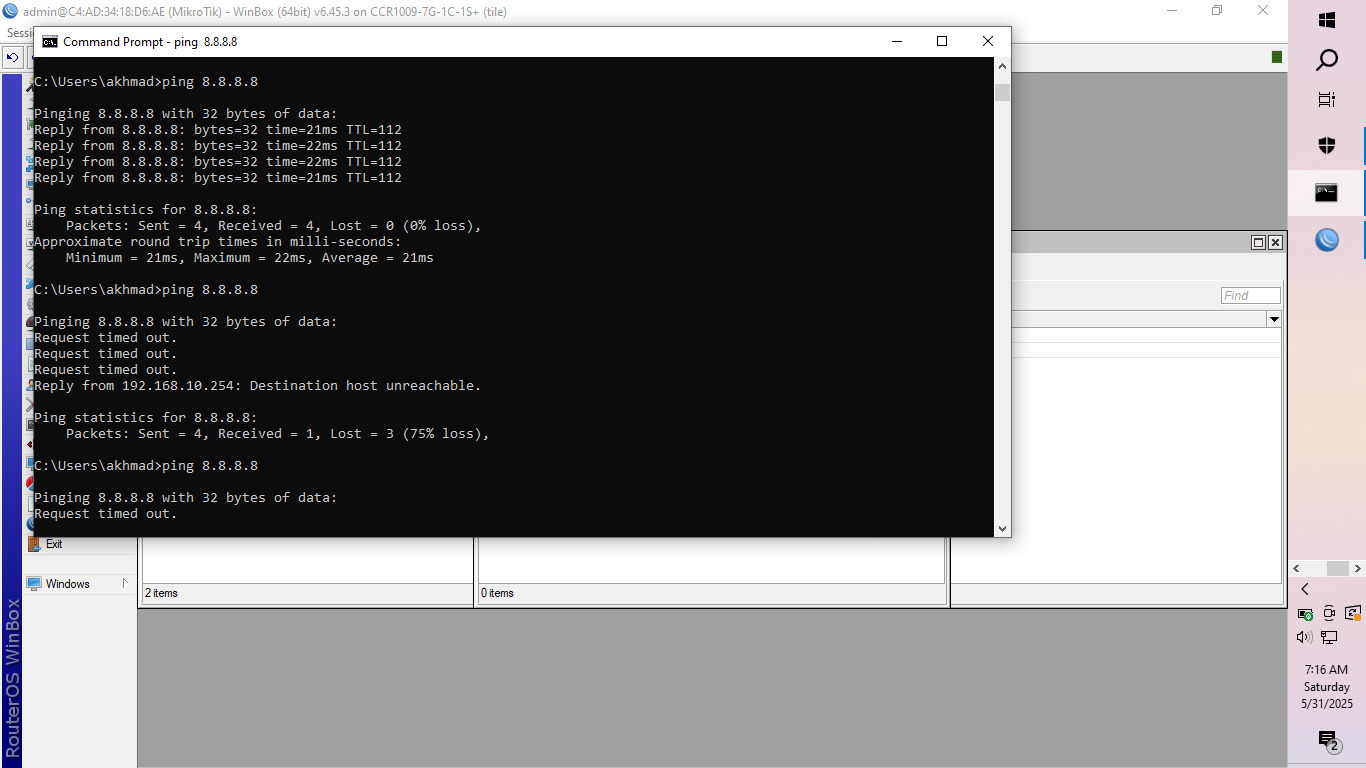 admin@C4:AD:34:18:D6:AE (MikroTik) - WinBox (64bit) v6.45.3 on CCR1009-7G-1C-1S+ (tile)
Sessi
Command Prompt - ping  8.8.8.8
C:\Users\akhmad>ping 8.8.8.8
Pinging 8.8.8.8 with 32 bytes of data:
Reply from 8.8.8.8: bytes=32 time=21ms TTL=112
Reply from 8.8.8.8: bytes=32 time=22ms TTL=112
Reply from 8.8.8.8: bytes=32 time=22ms TTL=112
Reply from 8.8.8.8: bytes=32 time=21ms TTL=112
Ping statistics for 8.8.8.8:
    Packets: Sent = 4, Received = 4, Lost = 0 (0% loss),
Approximate round trip times in milli-seconds:
    Minimum = 21ms, Maximum = 22ms, Average = 21ms
C:\Users\akhmad>ping 8.8.8.8
Pinging 8.8.8.8 with 32 bytes of data:
Request timed out.
Request timed out.
Request timed out.
Reply from 192.168.10.254: Destination host unreachable.
Ping statistics for 8.8.8.8:
    Packets: Sent = 4, Received = 1, Lost = 3 (75% loss),
C:\Users\akhmad>ping 8.8.8.8
Pinging 8.8.8.8 with 32 bytes of data:
Request timed out.
Find
Exit
Windows
2 items
0 items
RouterOS WinBox
7:16 AM
Saturday
5/31/2025
2